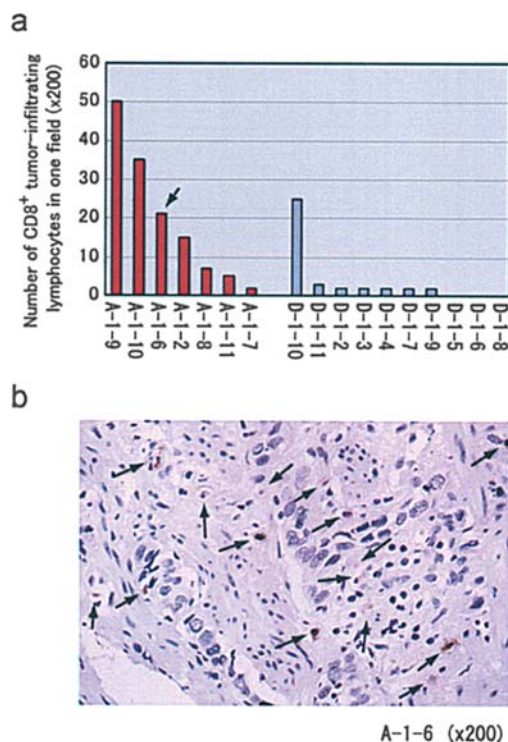 a
Number of CD8+ tumor-infiltrating
lymphocytes in one field (x200)
60
50
40
30
20
10
0
A-1-9
A-1-10
A-1-6
A-1-2
A-1-8
A-1-11
A-1-7
D-1-10
D-1-11
D-1-2
D-1-3
D-1-4
D-1-7
D-1-9
D-1-5
D-1-6
D-1-8
b
A-1-6 (x200)